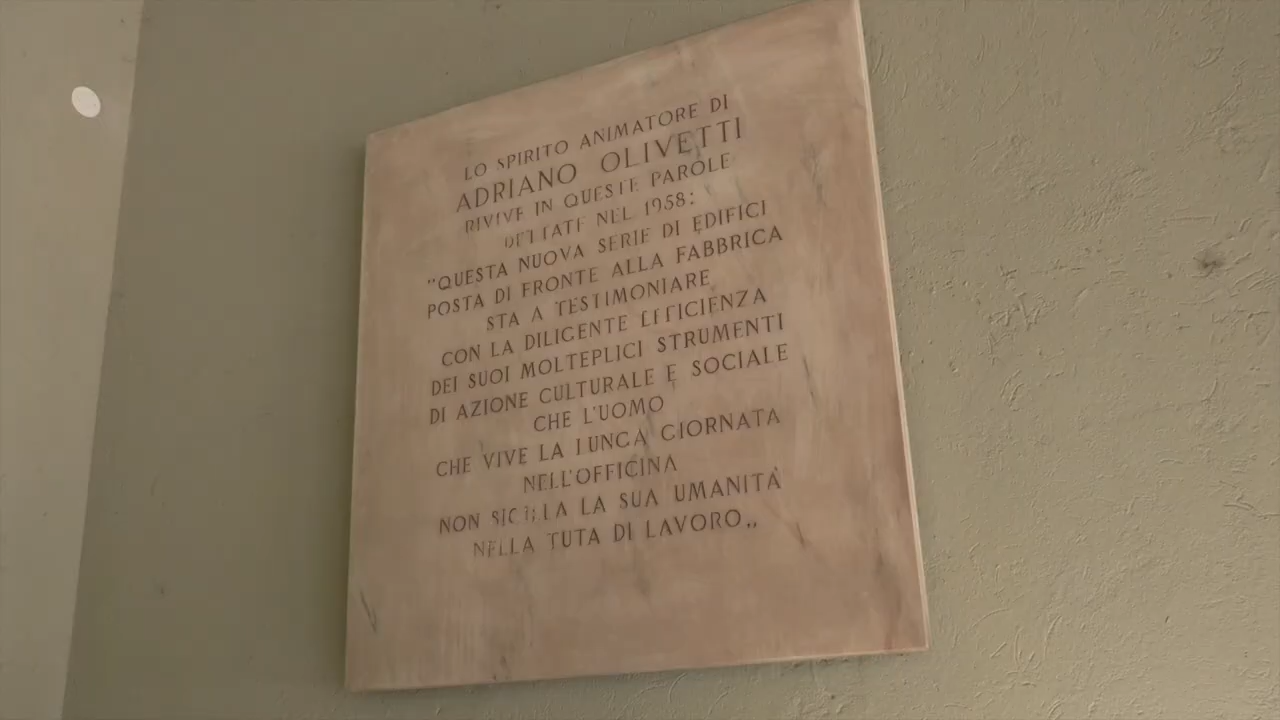 LO SPIRITO ANIMATORE DI
ADRIANO OLIVETTI
RIVIVE IN QUESTE PAROLE
DETTATE NEL 1958:
"QUESTA NUOVA SERIE DI EDIFICI
POSTA DI FRONTE ALLA FABBRICA
STA A TESTIMONIARE
CON LA DILIGENTE EFFICIENZA
DEI SUOI MOLTEPLICI STRUMENTI
DI AZIONE CULTURALE E SOCIALE
CHE L'UOMO
CHE VIVE LA LUNGA GIORNATA
NELL'OFFICINA
NON SIGILLA LA SUA UMANITÀ
NELLA TUTA DI LAVORO„